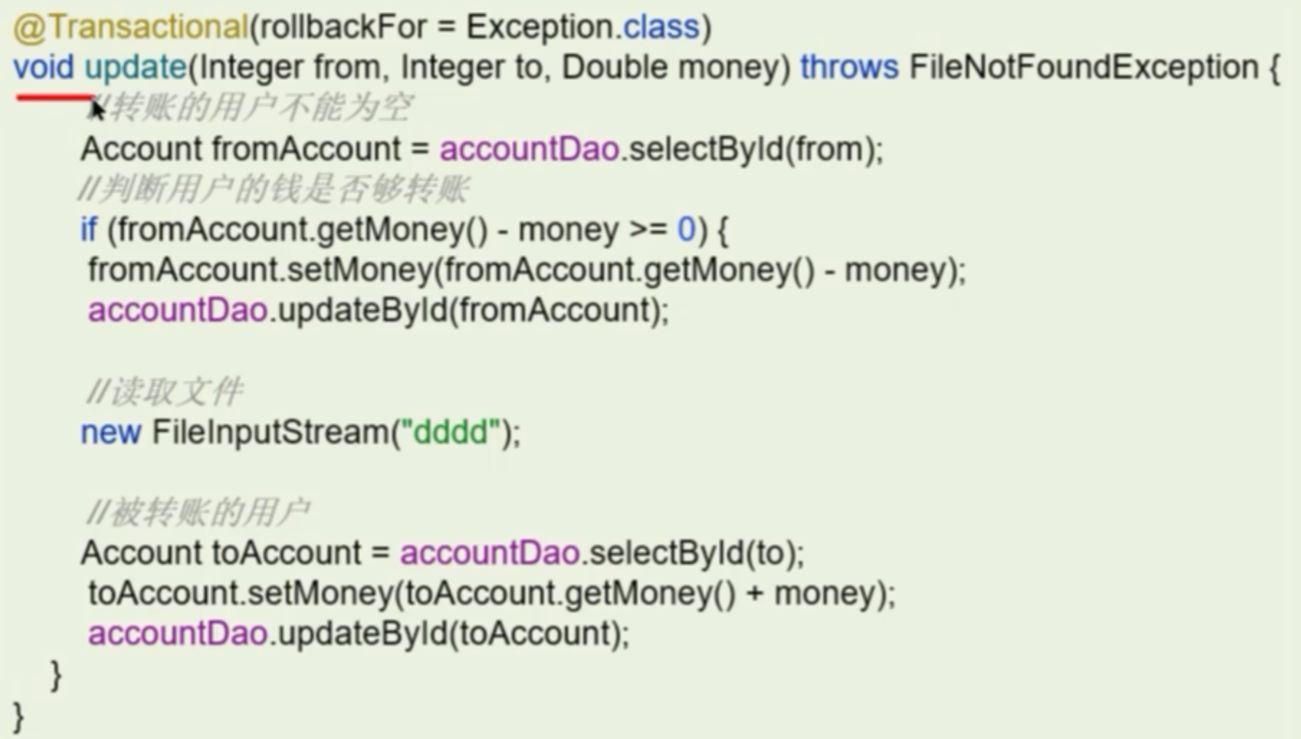 @Transactional(rollbackFor = Exception.class)
void update(Integer from, Integer to, Double money) throws FileNotFoundException {
//转账的用户不能为空
Account fromAccount = accountDao.selectById(from);
//判断用户的钱是否够转账
if (fromAccount.getMoney() - money >= 0) {
fromAccount.setMoney(fromAccount.getMoney() - money);
accountDao.updateById(fromAccount);
//读取文件
new FileInputStream("dddd");
//被转账的用户
Account toAccount = accountDao.selectById(to);
toAccount.setMoney(toAccount.getMoney() + money);
accountDao.updateById(toAccount);
}
}